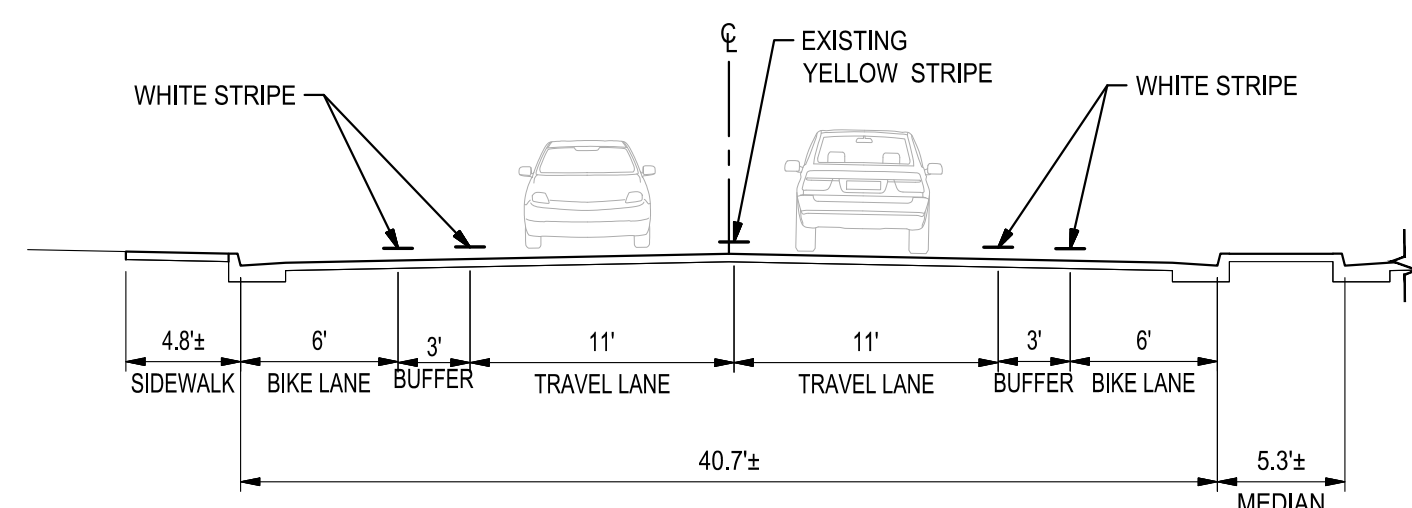 ℄
EXISTING
YELLOW STRIPE
WHITE STRIPE
WHITE STRIPE
4.8'±
6'
3'
11'
11'
3'
6'
SIDEWALK
BIKE LANE
BUFFER
TRAVEL LANE
TRAVEL LANE
BUFFER
BIKE LANE
40.7'±
5.3'±
MEDIAN